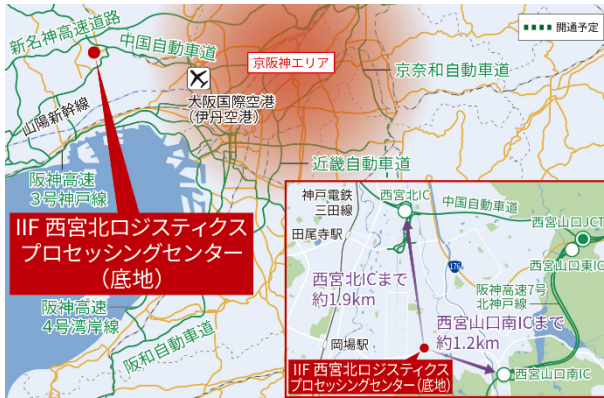 新名神高速道路
中国自動車道
開通予定
京阪神エリア
京奈和自動車道
大阪国際空港
（伊丹空港）
山陽新幹線
近畿自動車道
阪神高速
3号神戸線
IIF 西宮北ロジスティクス
プロセッシングセンター
（底地）
阪神高速
4号湾岸線
阪和自動車道
神戸電鉄
三田線
西宮北IC
中国自動車道
田尾寺駅
西宮山口JCT
西宮山口東IC
176
西宮北ICまで
約1.9km
阪神高速7号
北神戸線
岡場駅
西宮山口南ICまで
約1.2km
IIF 西宮北ロジスティクス
プロセッシングセンター（底地）
西宮山口南IC